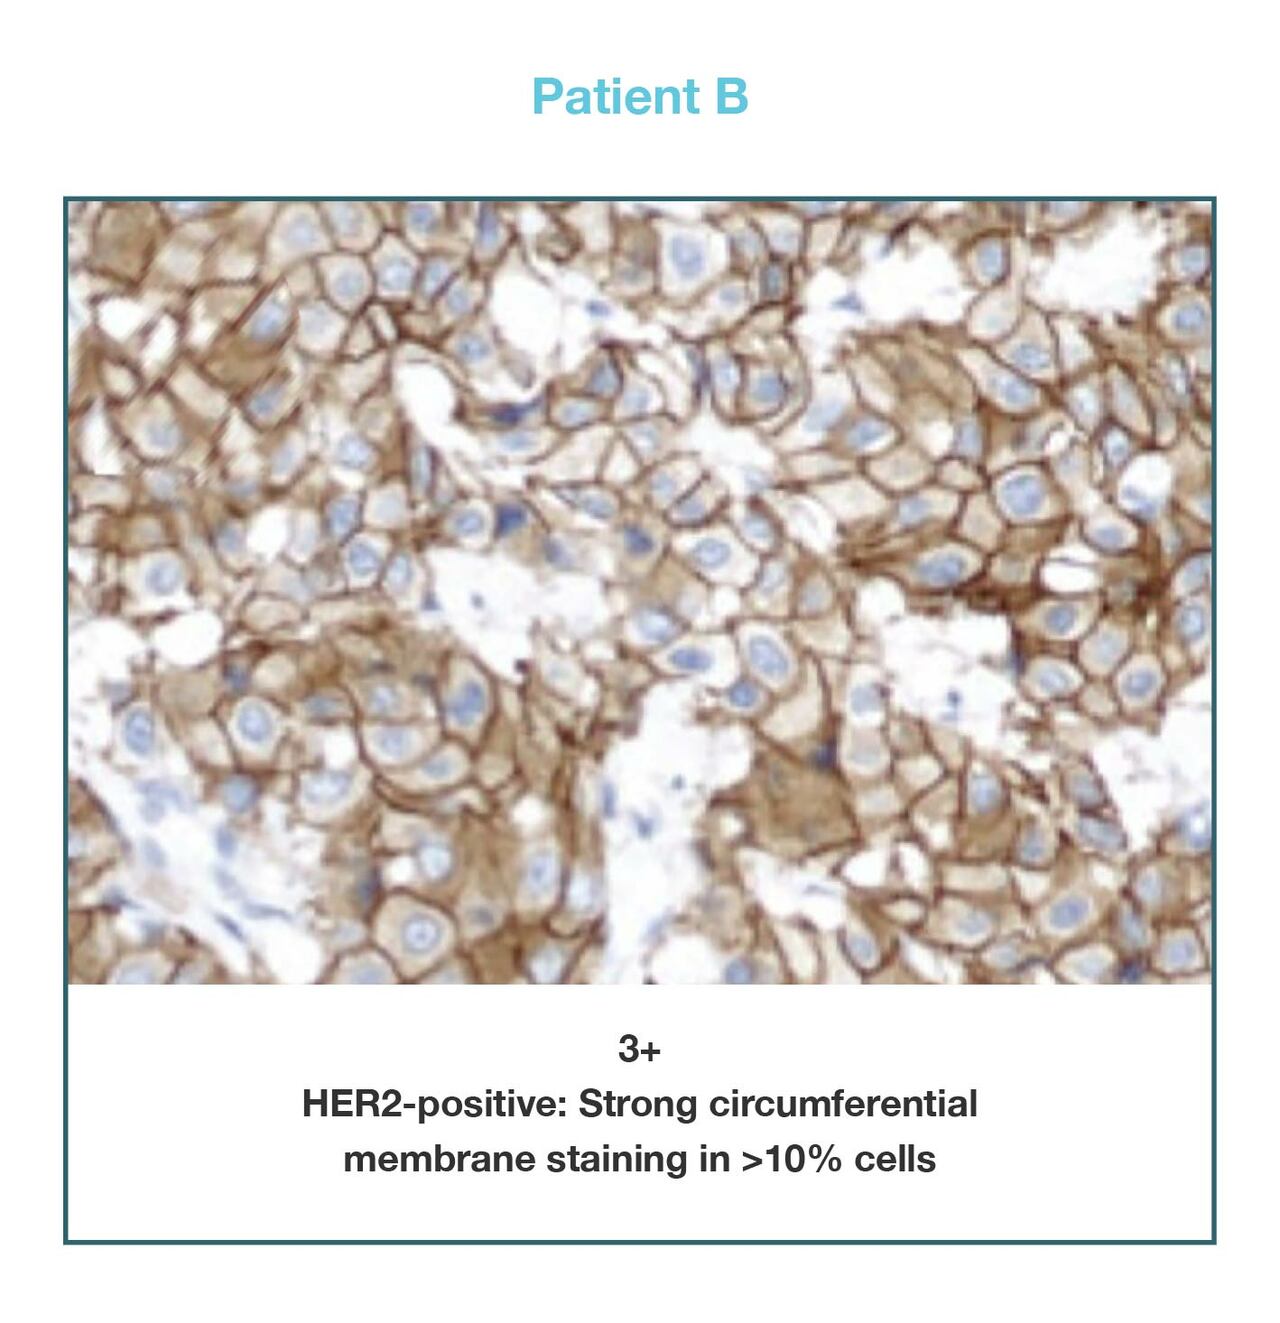 Patient B
3+
HER2-positive: Strong circumferential
membrane staining in >10% cells